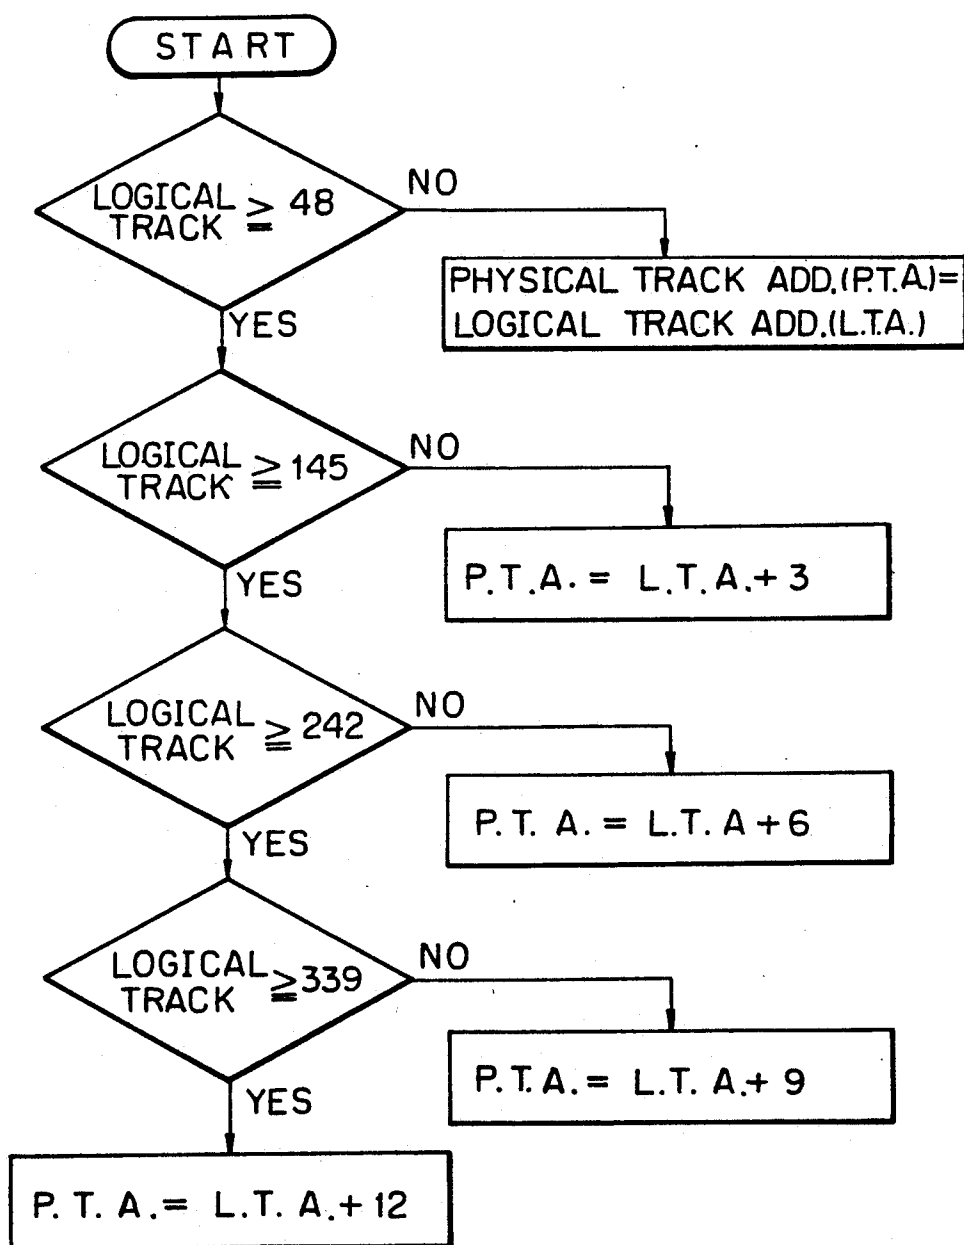 START
LOGICAL TRACK ≧ 48
NO
PHYSICAL TRACK ADD.(P.T.A.)=
LOGICAL TRACK ADD.(L.T.A.)
YES
LOGICAL TRACK ≧ 145
NO
P.T.A. = L.T.A. + 3
YES
LOGICAL TRACK ≧ 242
NO
P.T. A. = L.T. A + 6
YES
LOGICAL TRACK ≧ 339
NO
P.T.A. = L.T. A. + 9
YES
P.T. A. = L.T. A. + 12